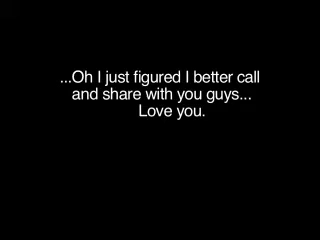 ...Oh I just figured I better call
and share with you guys...
Love you.